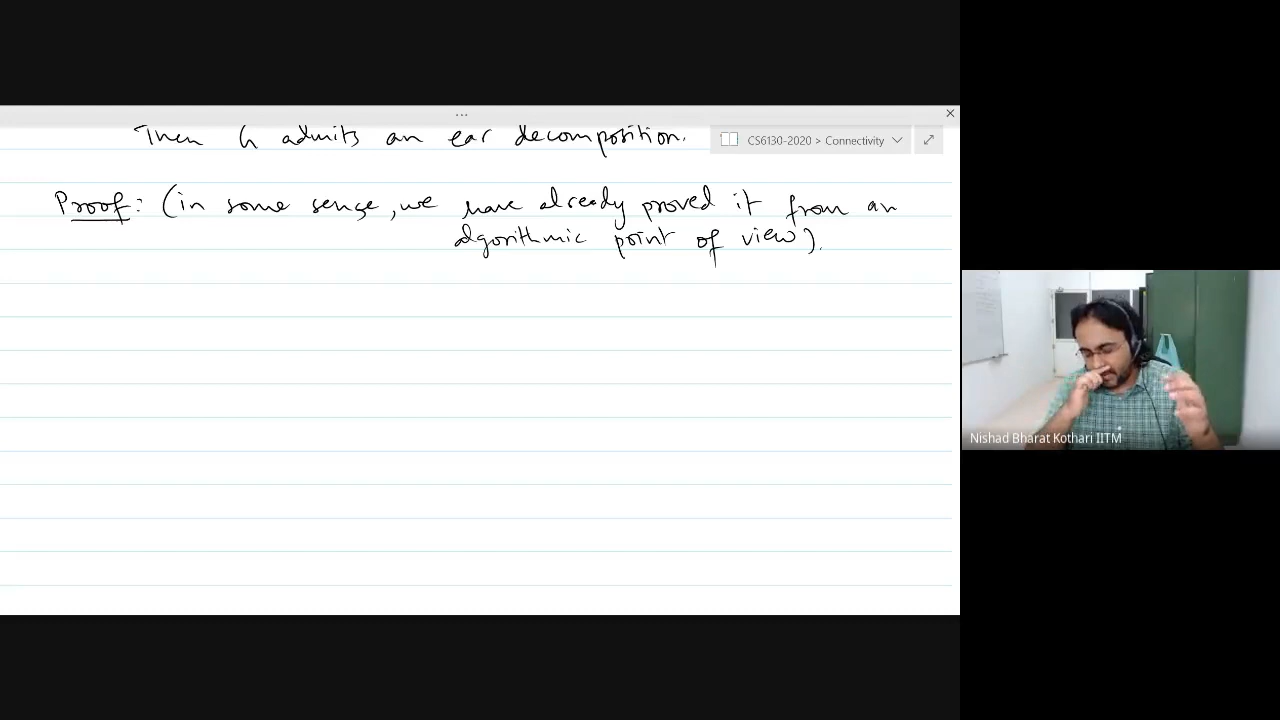 Then G admits an ear decomposition.
CS6130-2020 > Connectivity
Proof: (in some sense, we have already proved it from an
algorithmic point of view).
Nishad Bharat Kothari IITM